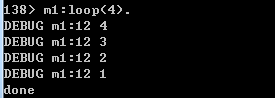 138> m1:loop(4).
DEBUG m1:12 4
DEBUG m1:12 3
DEBUG m1:12 2
DEBUG m1:12 1
done